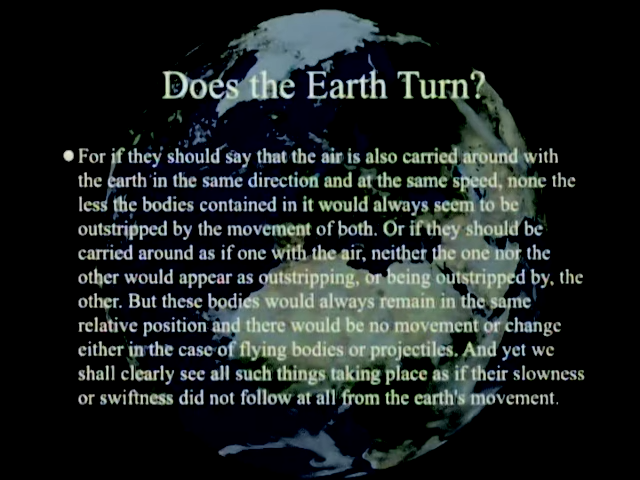 Does the Earth Turn?
For if they should say that the air is also carried around with
the earth in the same direction and at the same speed, none the
less the bodies contained in it would always seem to be
outstripped by the movement of both. Or if they should be
carried around as if one with the air, neither the one nor the
other would appear as outstripping, or being outstripped by, the
other. But these bodies would always remain in the same
relative position and there would be no movement or change
either in the case of flying bodies or projectiles. And yet we
shall clearly see all such things taking place as if their slowness
or swiftness did not follow at all from the earth's movement.